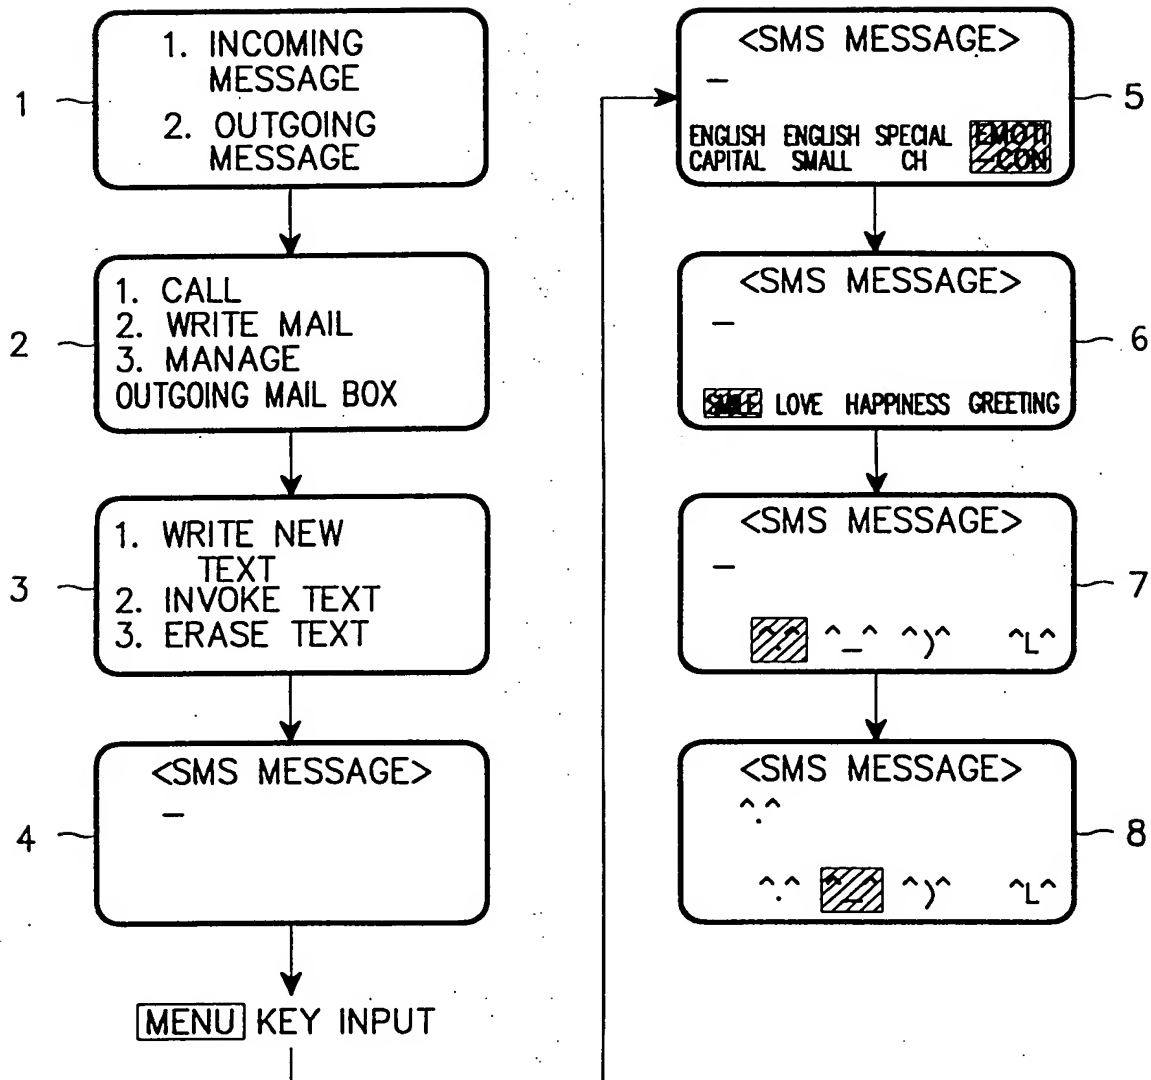 1
1. INCOMING
MESSAGE
2. OUTGOING
MESSAGE
2
1. CALL
2. WRITE MAIL
3. MANAGE
OUTGOING MAIL BOX
3
1. WRITE NEW
TEXT
2. INVOKE TEXT
3. ERASE TEXT
4
<SMS MESSAGE>
_
MENU KEY INPUT
5
<SMS MESSAGE>
_
ENGLISH ENGLISH SPECIAL EMOTI
CAPITAL SMALL CH -CON
6
<SMS MESSAGE>
_
SMILE LOVE HAPPINESS GREETING
7
<SMS MESSAGE>
_
^.^ ^_^ ^)^ ^L^
8
<SMS MESSAGE>
^.^
^.^ ^_^ ^)^ ^L^